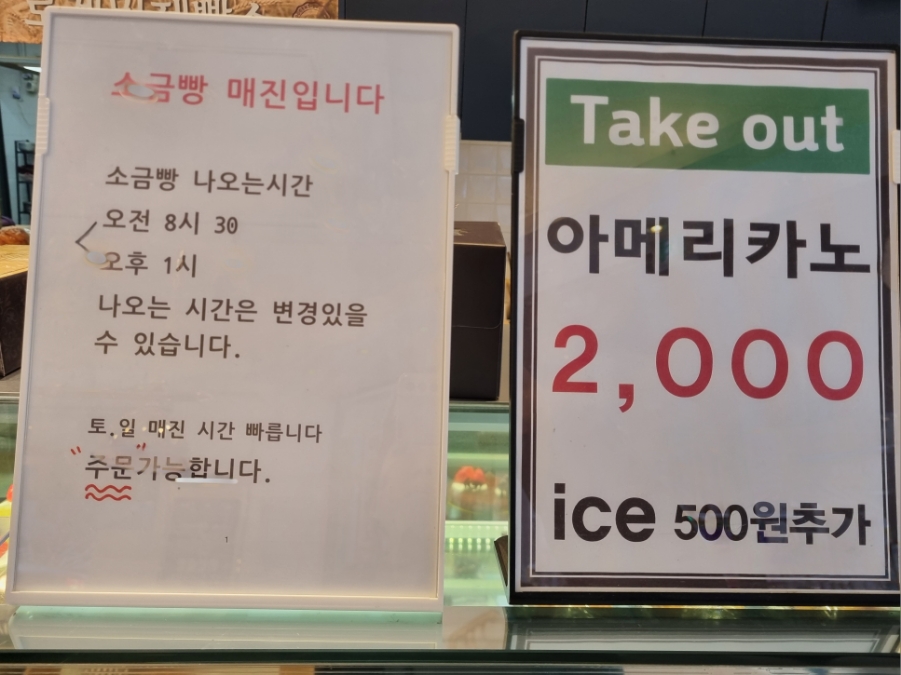 소금빵 매진입니다
소금빵 나오는시간
오전 8시 30
오후 1시
나오는 시간은 변경있을
수 있습니다.
토.일 매진 시간 빠릅니다
"주문"가능합니다.
Take out
아메리카노
2,000
ice 500원추가